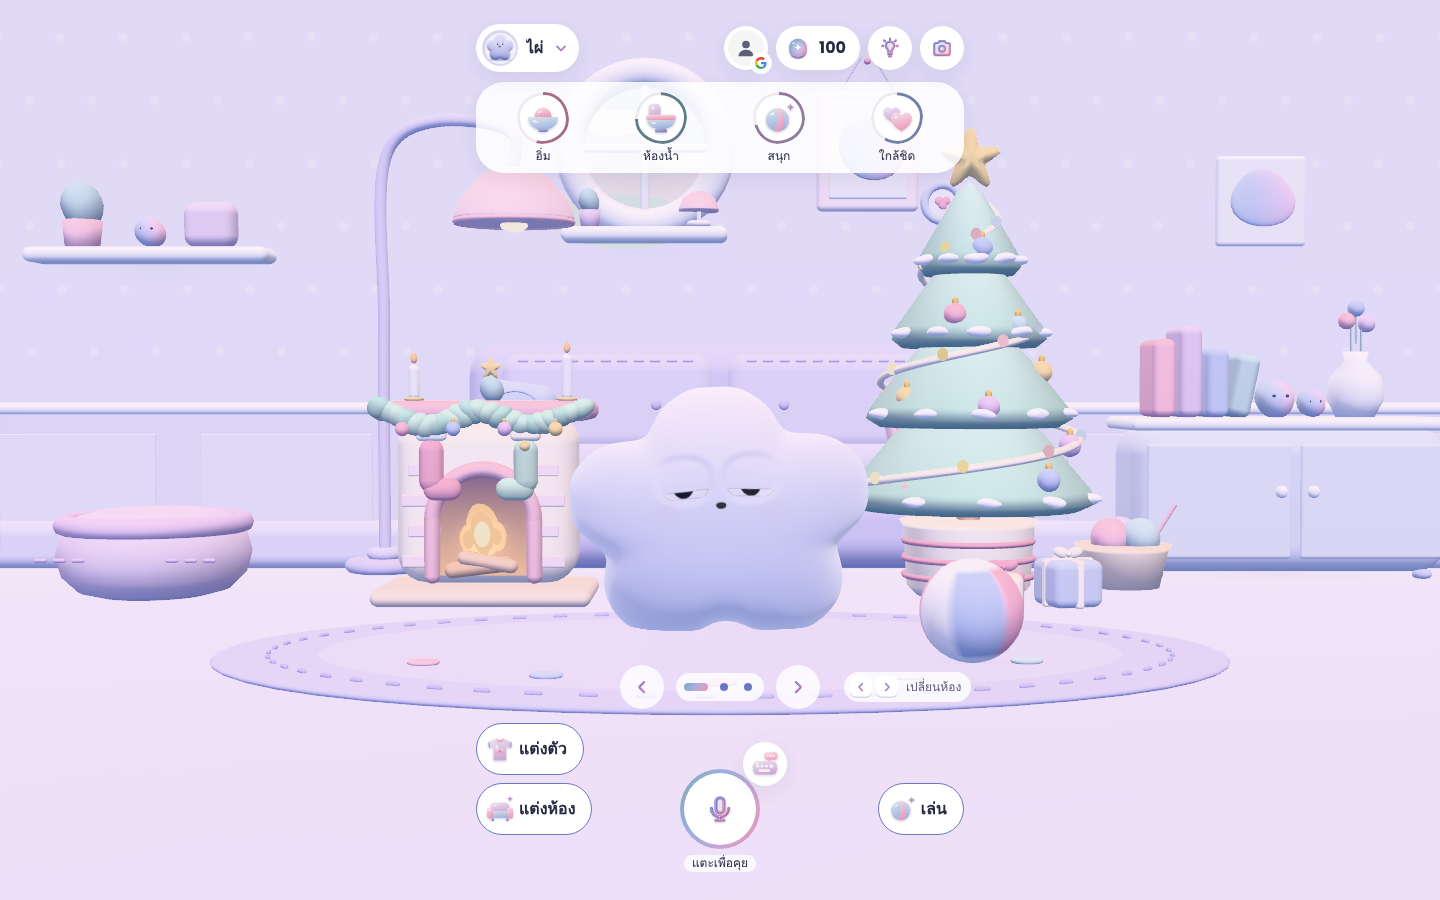 ไผ่
100
อิ่ม
ห้องน้ำ
สนุก
ใกล้ชิด
เปลี่ยนห้อง
แต่งตัว
แต่งห้อง
เล่น
แตะเพื่อคุย